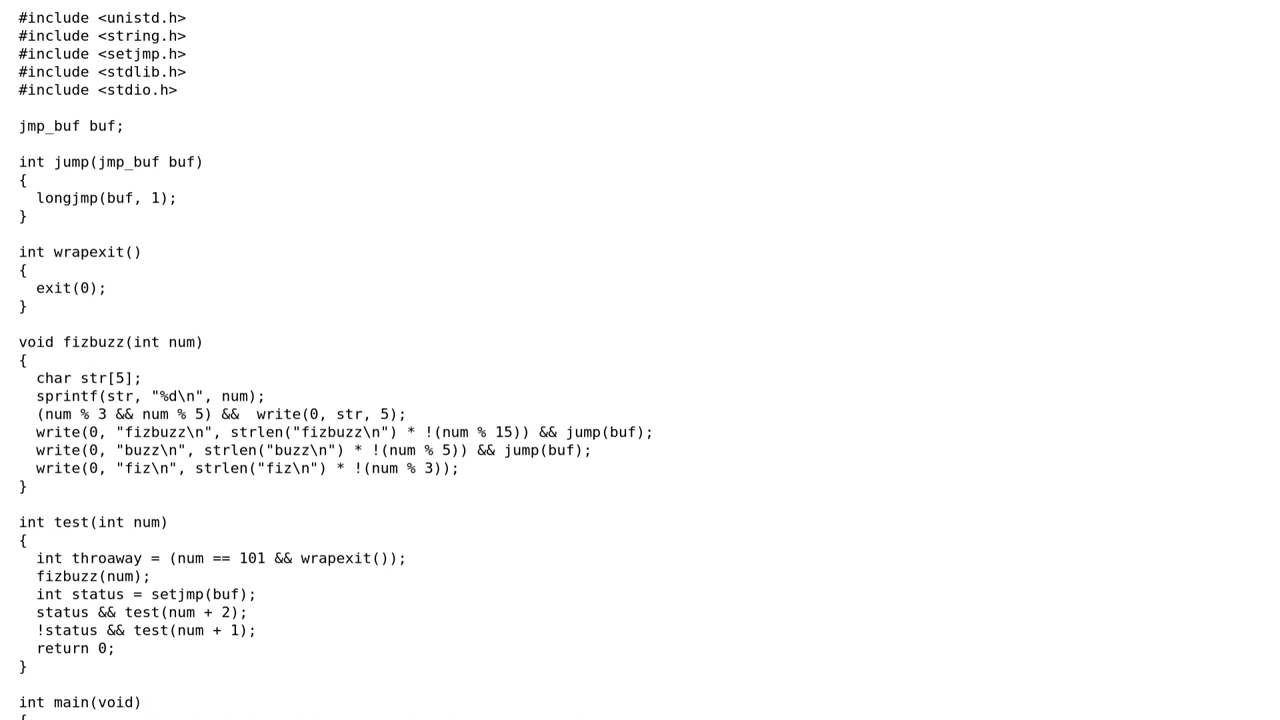 #include <unistd.h>
#include <string.h>
#include <setjmp.h>
#include <stdlib.h>
#include <stdio.h>

jmp_buf buf;

int jump(jmp_buf buf)
{
  longjmp(buf, 1);
}

int wrapexit()
{
  exit(0);
}

void fizbuzz(int num)
{
  char str[5];
  sprintf(str, "%d\n", num);
  (num % 3 && num % 5) &&  write(0, str, 5);
  write(0, "fizbuzz\n", strlen("fizbuzz\n") * !(num % 15)) && jump(buf);
  write(0, "buzz\n", strlen("buzz\n") * !(num % 5)) && jump(buf);
  write(0, "fiz\n", strlen("fiz\n") * !(num % 3));
}

int test(int num)
{
  int throaway = (num == 101 && wrapexit());
  fizbuzz(num);
  int status = setjmp(buf);
  status && test(num + 2);
  !status && test(num + 1);
  return 0;
}

int main(void)
{